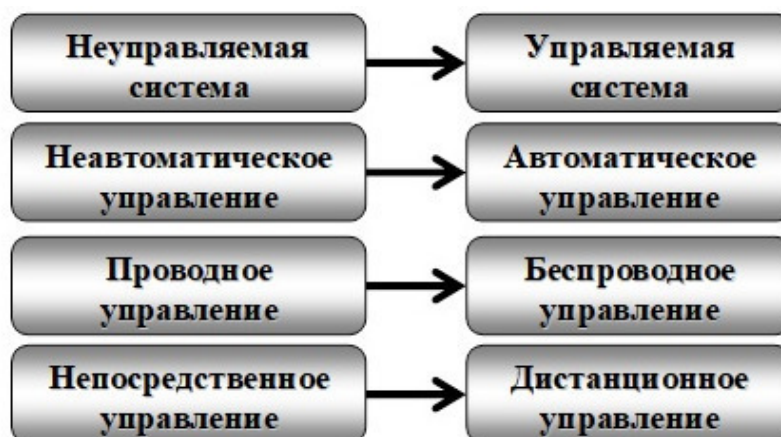 Неуправляемая
система
Управляемая
система
Неавтоматическое
управление
Автоматическое
управление
Проводное
управление
Беспроводное
управление
Непосредственное
управление
Дистанционное
управление